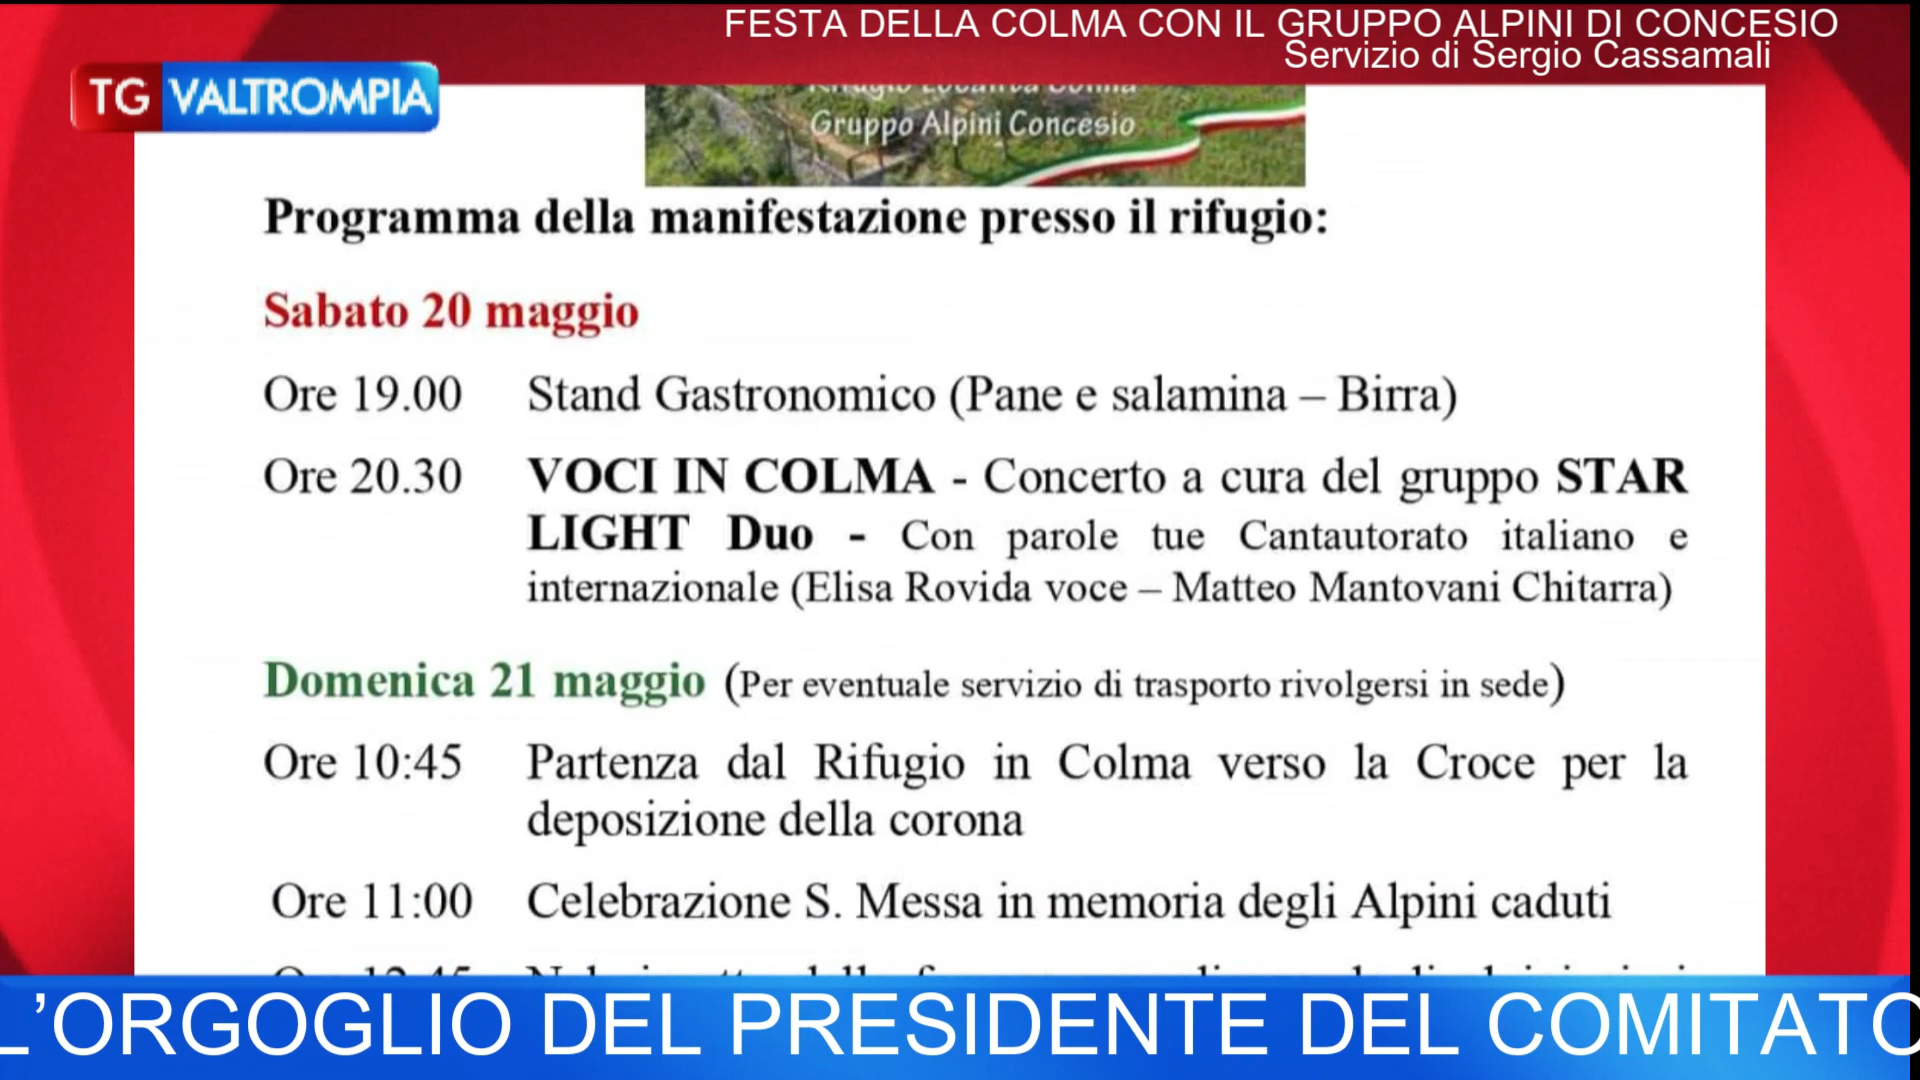 FESTA DELLA COLMA CON IL GRUPPO ALPINI DI CONCESIO
Servizio di Sergio Cassamali
TG VALTROMPIA
Gruppo Alpini Concesio
Programma della manifestazione presso il rifugio:
Sabato 20 maggio
Ore 19.00 Stand Gastronomico (Pane e salamina – Birra)
Ore 20.30 VOCI IN COLMA - Concerto a cura del gruppo STAR
LIGHT Duo - Con parole tue Cantautorato italiano e
internazionale (Elisa Rovida voce – Matteo Mantovani Chitarra)
Domenica 21 maggio (Per eventuale servizio di trasporto rivolgersi in sede)
Ore 10:45 Partenza dal Rifugio in Colma verso la Croce per la
deposizione della corona
Ore 11:00 Celebrazione S. Messa in memoria degli Alpini caduti
L’ORGOGLIO DEL PRESIDENTE DEL COMITATO